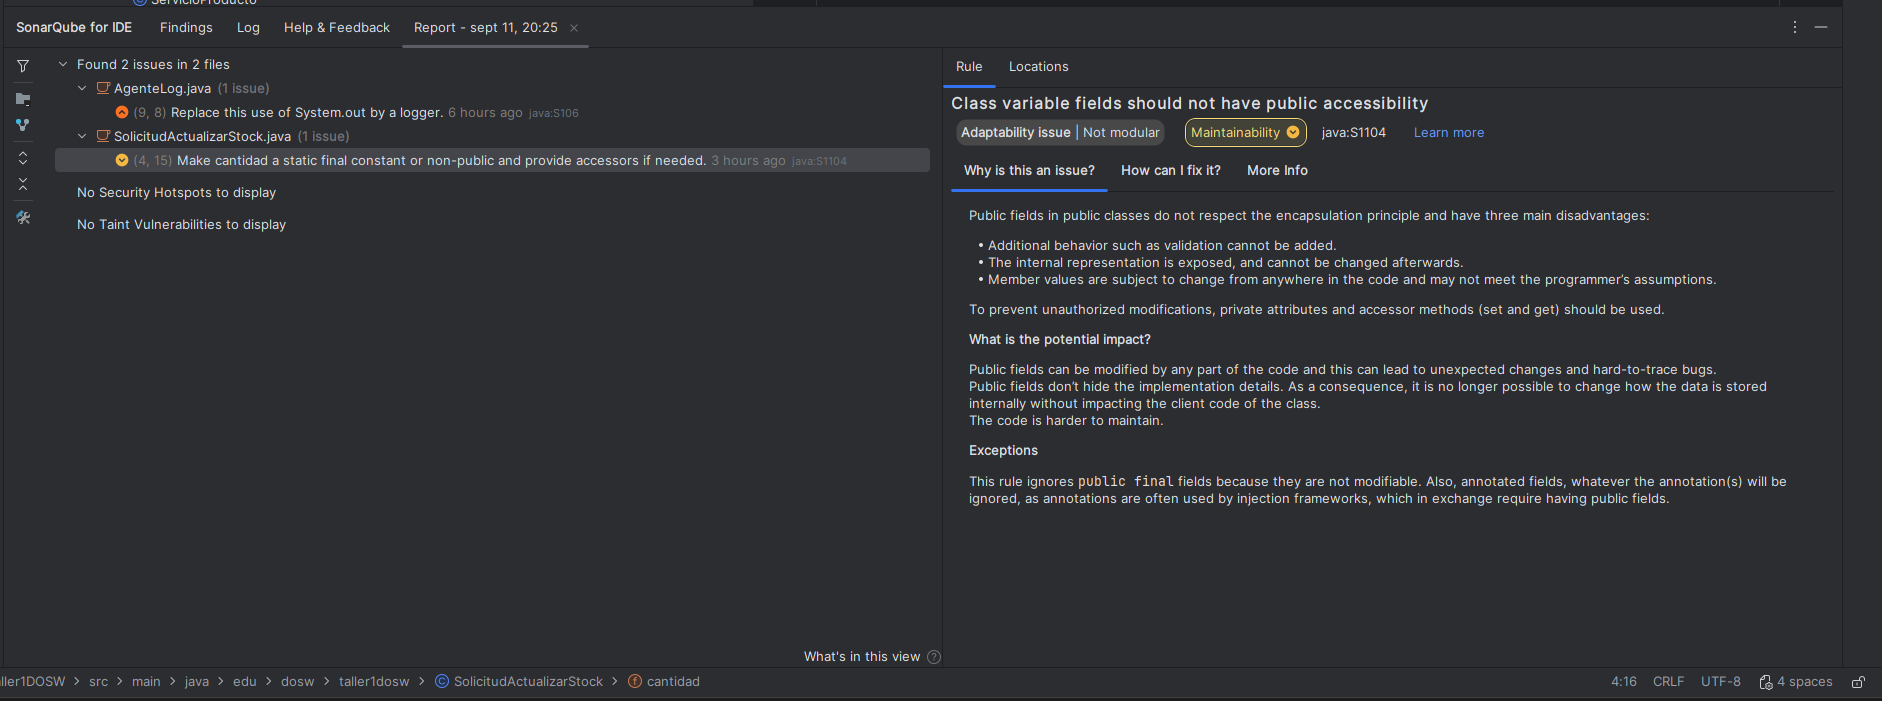 ServicioProducto
SonarQube for IDE Findings Log Help & Feedback Report - sept 11, 20:25
Found 2 issues in 2 files
AgenteLog.java (1 issue)
(9, 8) Replace this use of System.out by a logger. 6 hours ago java:S106
SolicitudActualizarStock.java (1 issue)
(4, 15) Make cantidad a static final constant or non-public and provide accessors if needed. 3 hours ago java:S1104
No Security Hotspots to display
No Taint Vulnerabilities to display
What's in this view ?
Rule Locations
Class variable fields should not have public accessibility
Adaptability issue | Not modular Maintainability java:S1104 Learn more
Why is this an issue? How can I fix it? More Info
Public fields in public classes do not respect the encapsulation principle and have three main disadvantages:
• Additional behavior such as validation cannot be added.
• The internal representation is exposed, and cannot be changed afterwards.
• Member values are subject to change from anywhere in the code and may not meet the programmer’s assumptions.
To prevent unauthorized modifications, private attributes and accessor methods (set and get) should be used.
What is the potential impact?
Public fields can be modified by any part of the code and this can lead to unexpected changes and hard-to-trace bugs.
Public fields don’t hide the implementation details. As a consequence, it is no longer possible to change how the data is stored
internally without impacting the client code of the class.
The code is harder to maintain.
Exceptions
This rule ignores public final fields because they are not modifiable. Also, annotated fields, whatever the annotation(s) will be
ignored, as annotations are often used by injection frameworks, which in exchange require having public fields.
ller1DOSW > src > main > java > edu > dosw > taller1dosw > SolicitudActualizarStock > cantidad
4:16 CRLF UTF-8 4 spaces